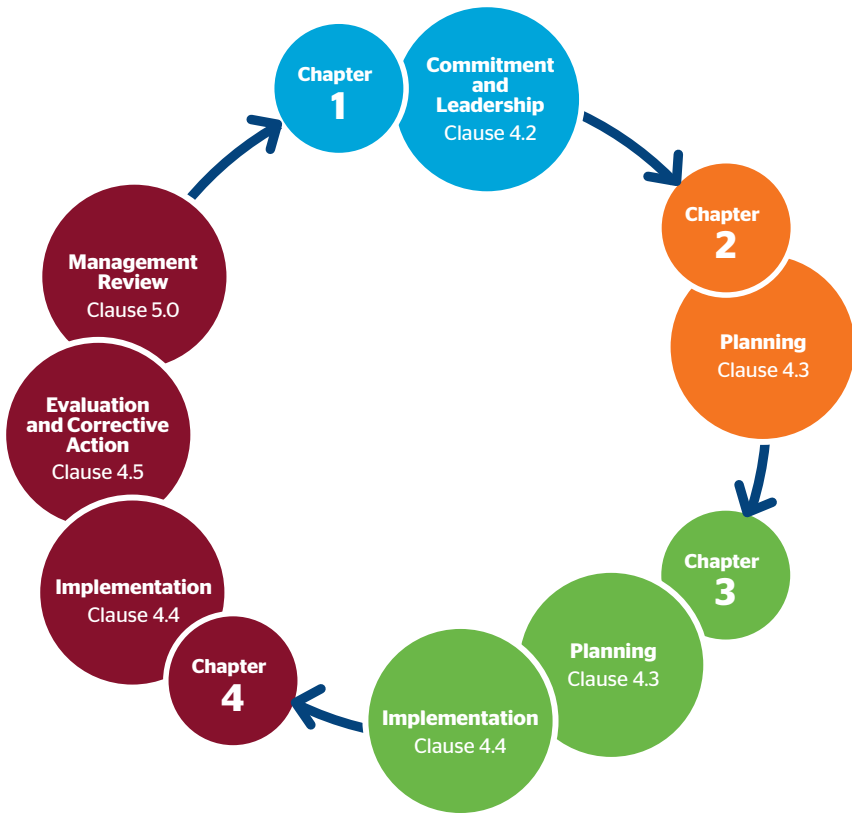 Chapter
1
Commitment
and
Leadership
Clause 4.2
Chapter
2
Planning
Clause 4.3
Chapter
3
Planning
Clause 4.3
Implementation
Clause 4.4
Chapter
4
Implementation
Clause 4.4
Evaluation
and Corrective
Action
Clause 4.5
Management
Review
Clause 5.0